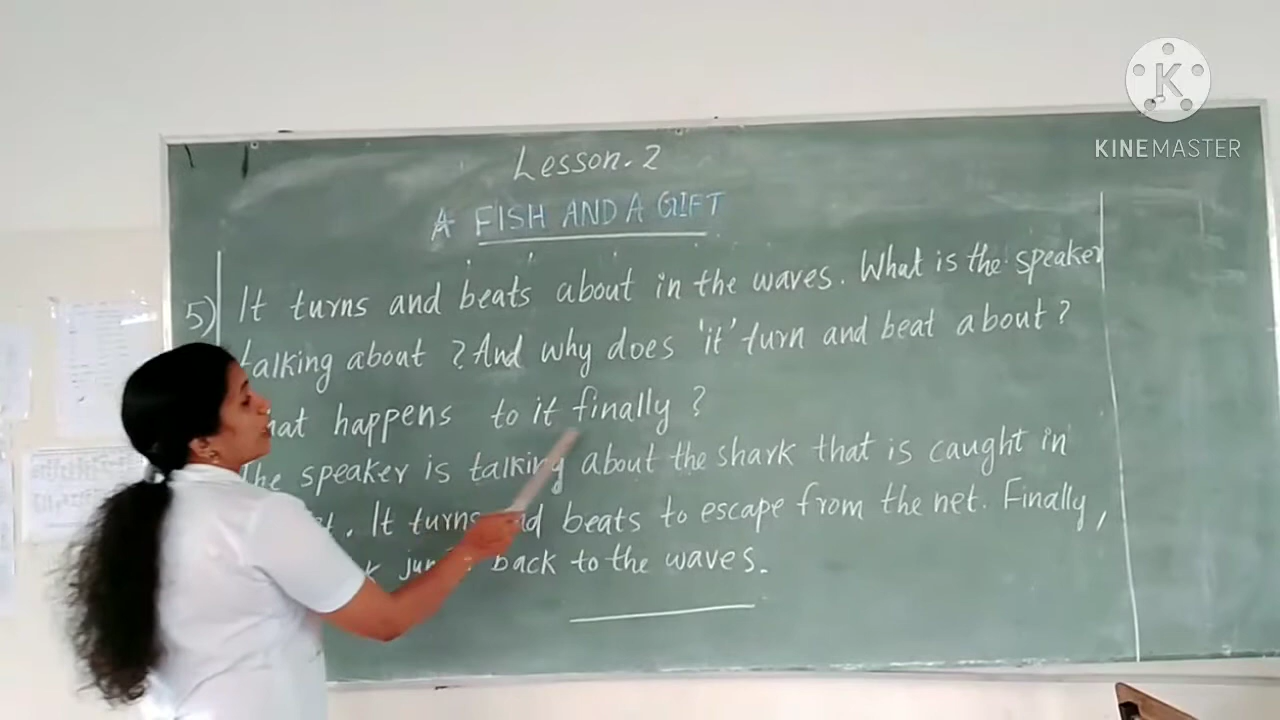 KINEMASTER
Lesson. 2
A FISH AND A GIFT
5) It turns and beats about in the waves. What is the speaker
talking about ? And why does 'it' turn and beat about ?
happens to it finally ?
The speaker is talking about the shark that is caught in
. It turns and beats to escape from the net. Finally,
back to the waves.